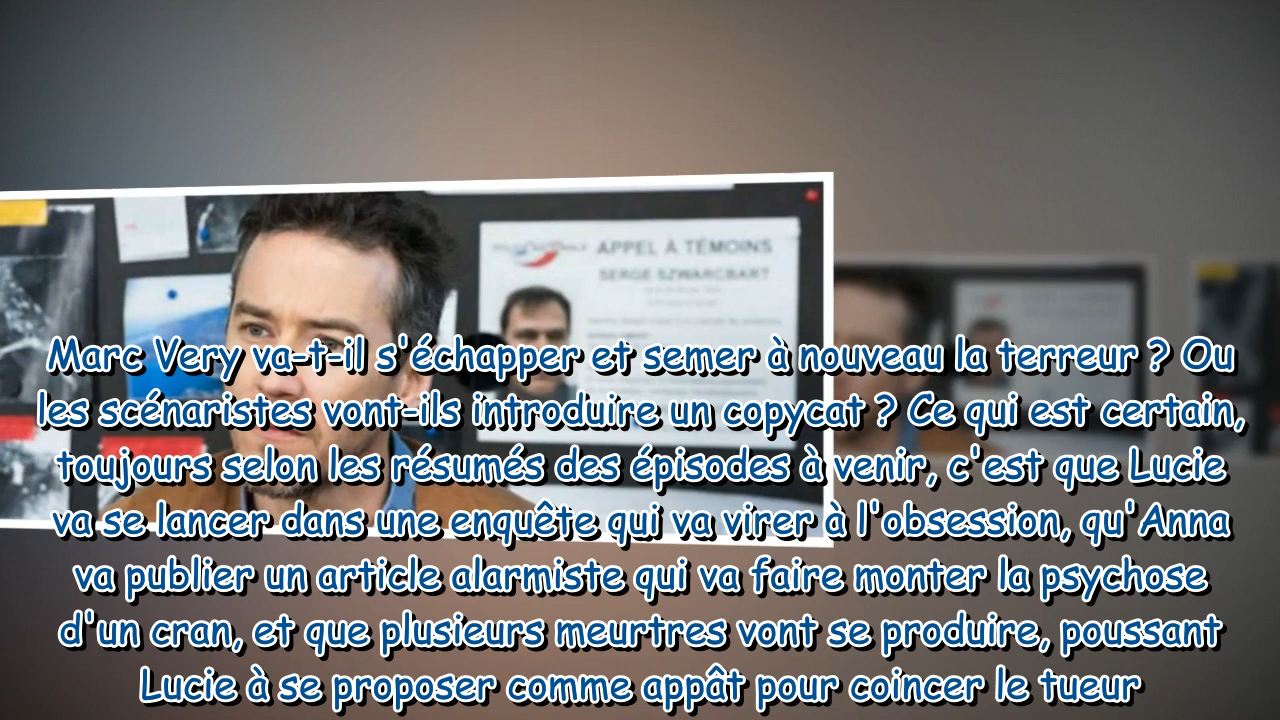 APPEL À TÉMOINS
SERGE SZWARCBART
Marc Very va-t-il s'échapper et semer à nouveau la terreur ? Ou
les scénaristes vont-ils introduire un copycat ? Ce qui est certain,
toujours selon les résumés des épisodes à venir, c'est que Lucie
va se lancer dans une enquête qui va virer à l'obsession, qu'Anna
va publier un article alarmiste qui va faire monter la psychose
d'un cran, et que plusieurs meurtres vont se produire, poussant
Lucie à se proposer comme appât pour coincer le tueur